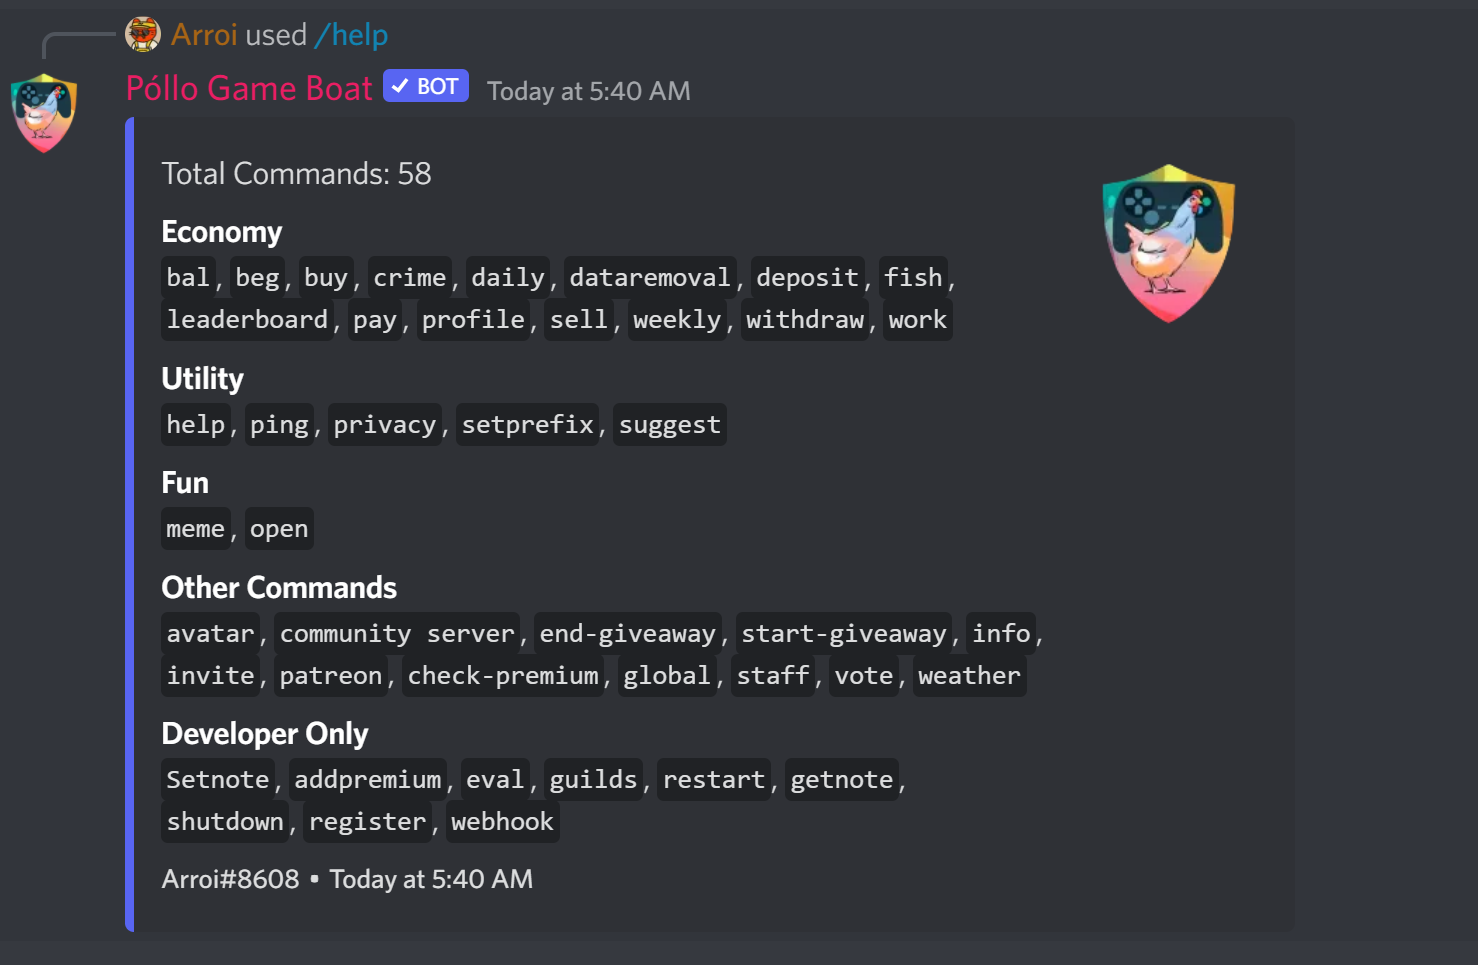 Arroi used /help
Póllo Game Boat ✓ BOT Today at 5:40 AM
Total Commands: 58
Economy
bal, beg, buy, crime, daily, dataremoval, deposit, fish,
leaderboard, pay, profile, sell, weekly, withdraw, work
Utility
help, ping, privacy, setprefix, suggest
Fun
meme, open
Other Commands
avatar, community server, end-giveaway, start-giveaway, info,
invite, patreon, check-premium, global, staff, vote, weather
Developer Only
Setnote, addpremium, eval, guilds, restart, getnote,
shutdown, register, webhook
Arroi#8608 • Today at 5:40 AM